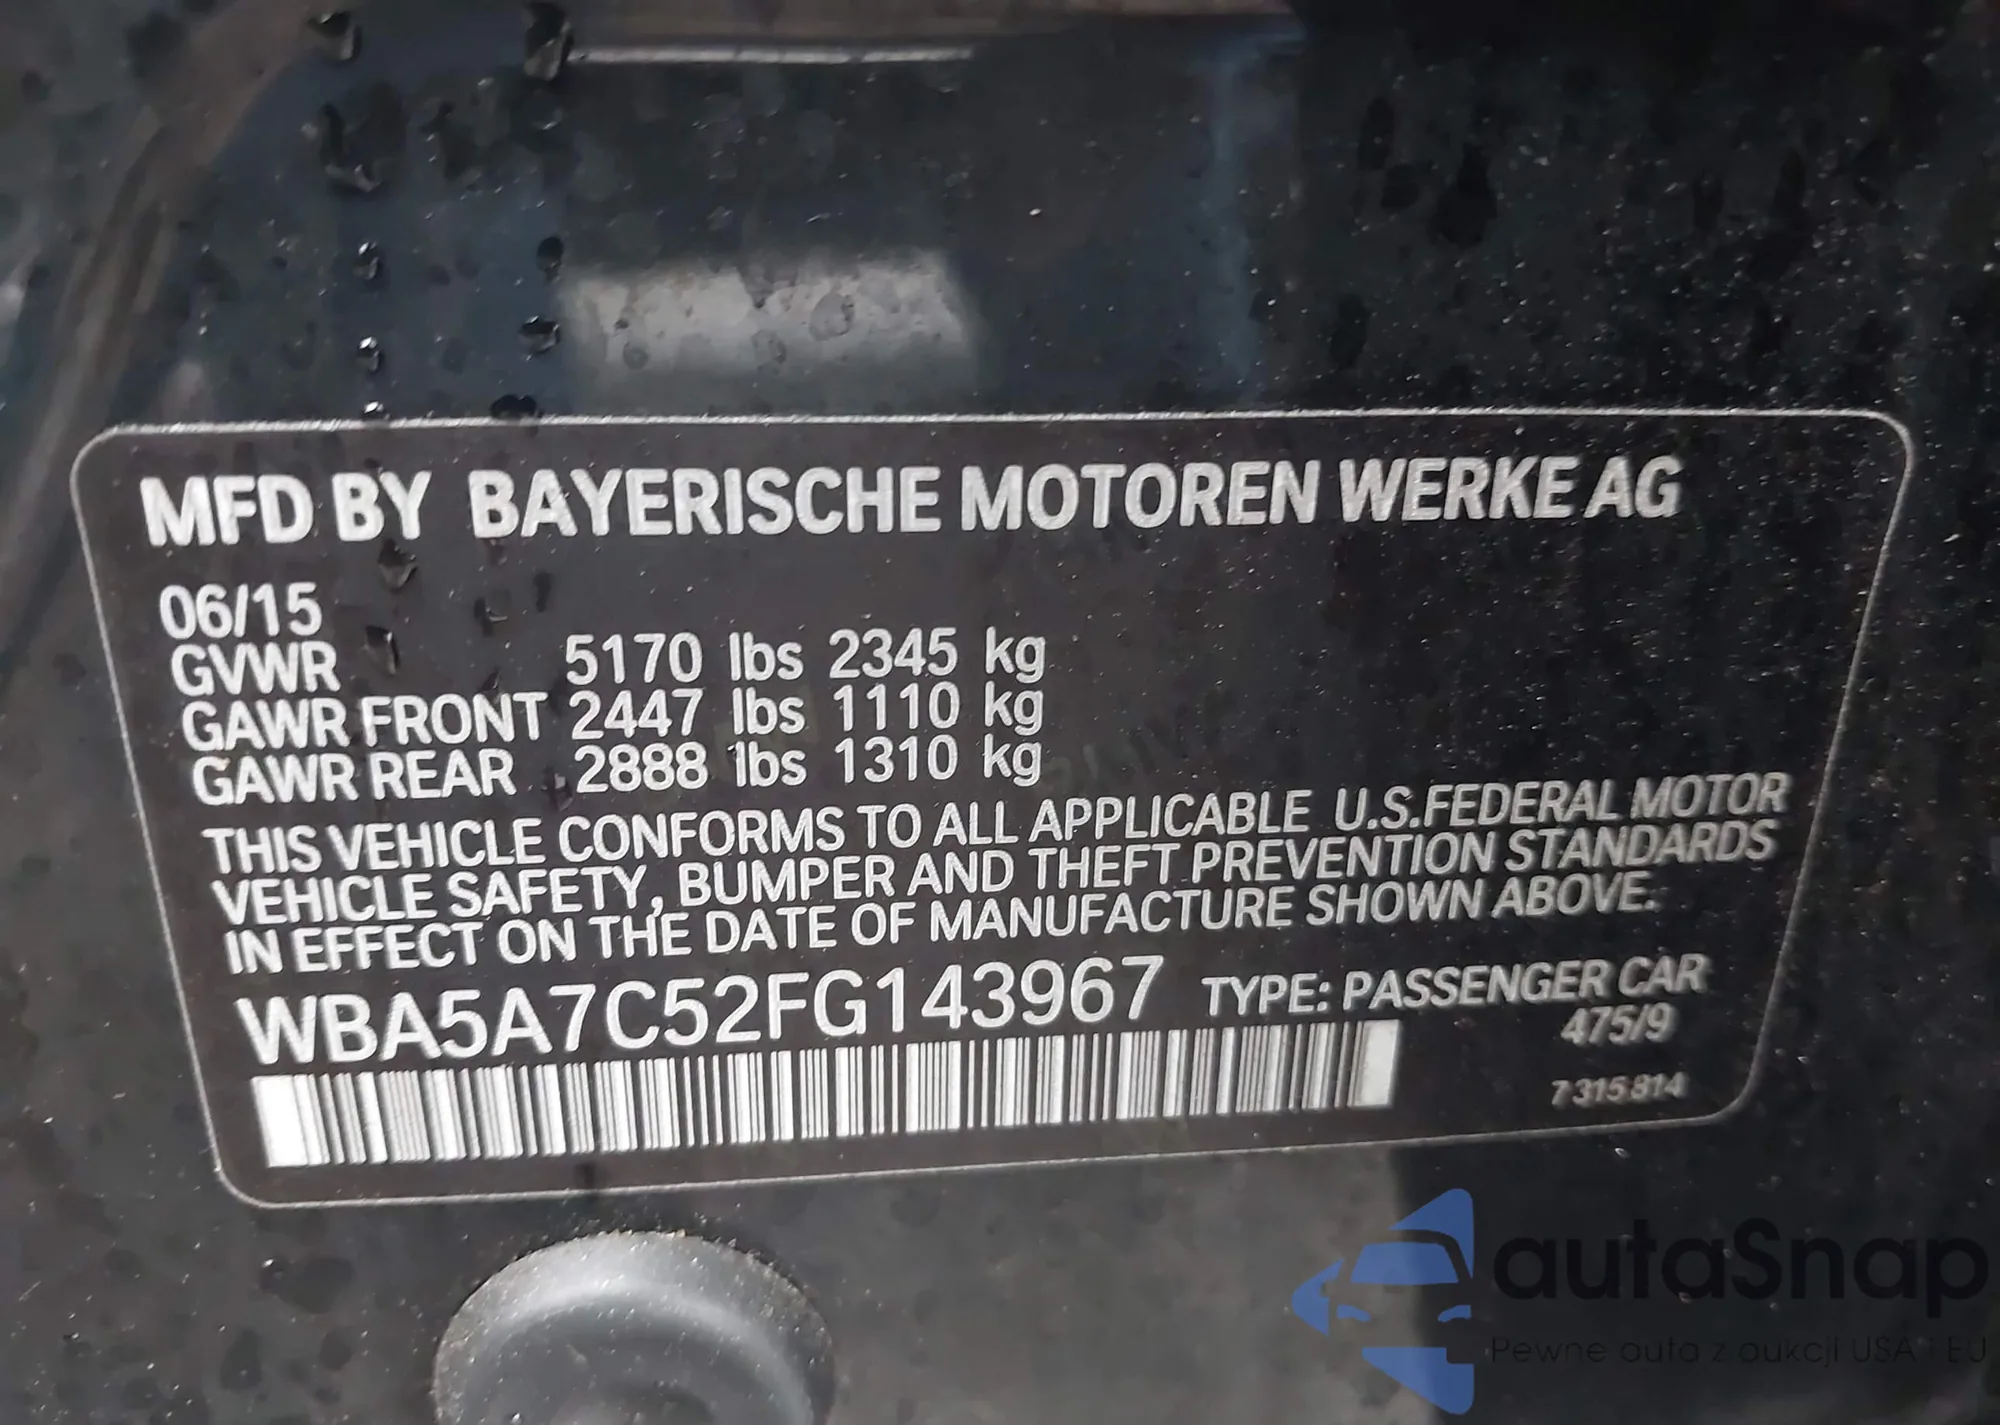 MFD BY BAYERISCHE MOTOREN WERKE AG
06/15
GVWR 5170 lbs 2345 kg
GAWR FRONT 2447 lbs 1110 kg
GAWR REAR 2888 lbs 1310 kg
THIS VEHICLE CONFORMS TO ALL APPLICABLE U.S.FEDERAL MOTOR
VEHICLE SAFETY, BUMPER AND THEFT PREVENTION STANDARDS
IN EFFECT ON THE DATE OF MANUFACTURE SHOWN ABOVE.
WBA5A7C52FG143967 TYPE: PASSENGER CAR
475/9
7 315 814
autaSnap
Pewne auta z aukcji USA i EU